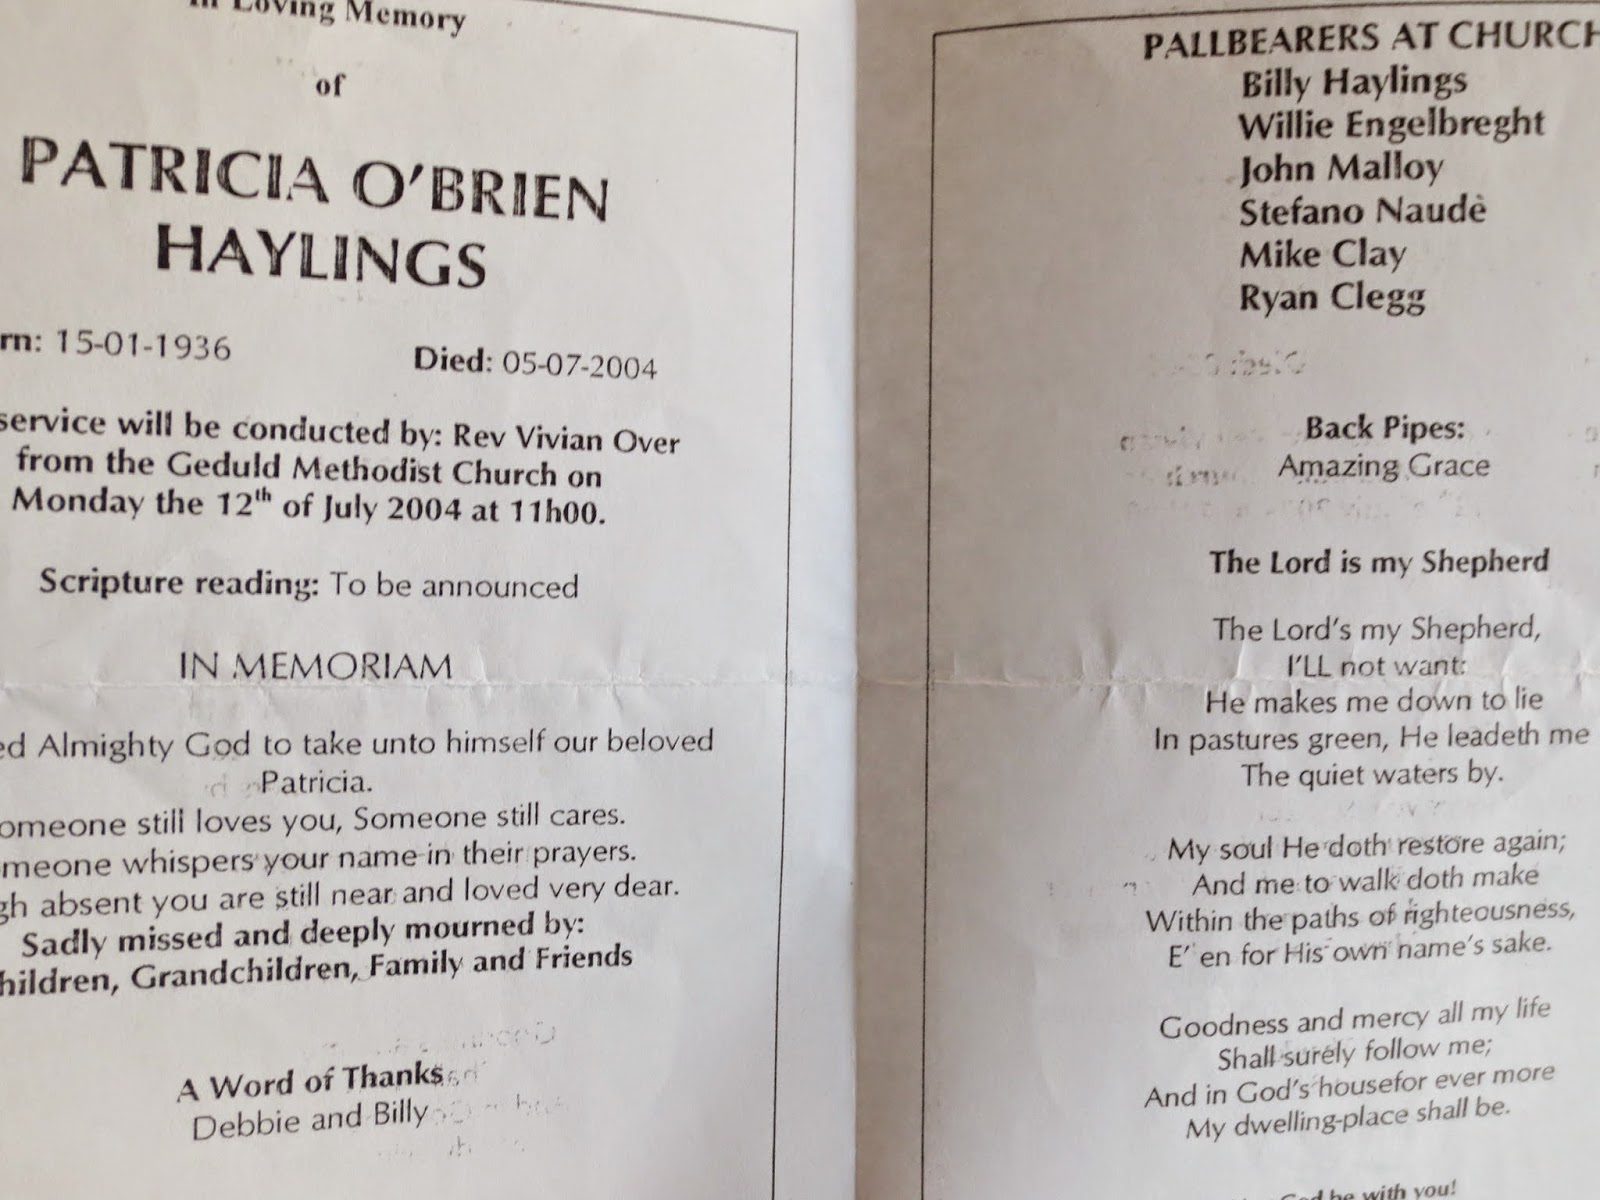 In Loving Memory
of
PATRICIA O'BRIEN
HAYLINGS
rn: 15-01-1936 Died: 05-07-2004
service will be conducted by: Rev Vivian Over
from the Geduld Methodist Church on
Monday the 12th of July 2004 at 11h00.
Scripture reading: To be announced
IN MEMORIAM
ed Almighty God to take unto himself our beloved
Patricia.
omeone still loves you, Someone still cares.
meone whispers your name in their prayers.
gh absent you are still near and loved very dear.
Sadly missed and deeply mourned by:
hildren, Grandchildren, Family and Friends
A Word of Thanks
Debbie and Billy
PALLBEARERS AT CHURCH
Billy Haylings
Willie Engelbreght
John Malloy
Stefano Naudè
Mike Clay
Ryan Clegg
Back Pipes:
Amazing Grace
The Lord is my Shepherd
The Lord's my Shepherd,
I'LL not want:
He makes me down to lie
In pastures green, He leadeth me
The quiet waters by.
My soul He doth restore again;
And me to walk doth make
Within the paths of righteousness,
E' en for His own name's sake.
Goodness and mercy all my life
Shall surely follow me;
And in God's housefor ever more
My dwelling-place shall be.
God be with you!